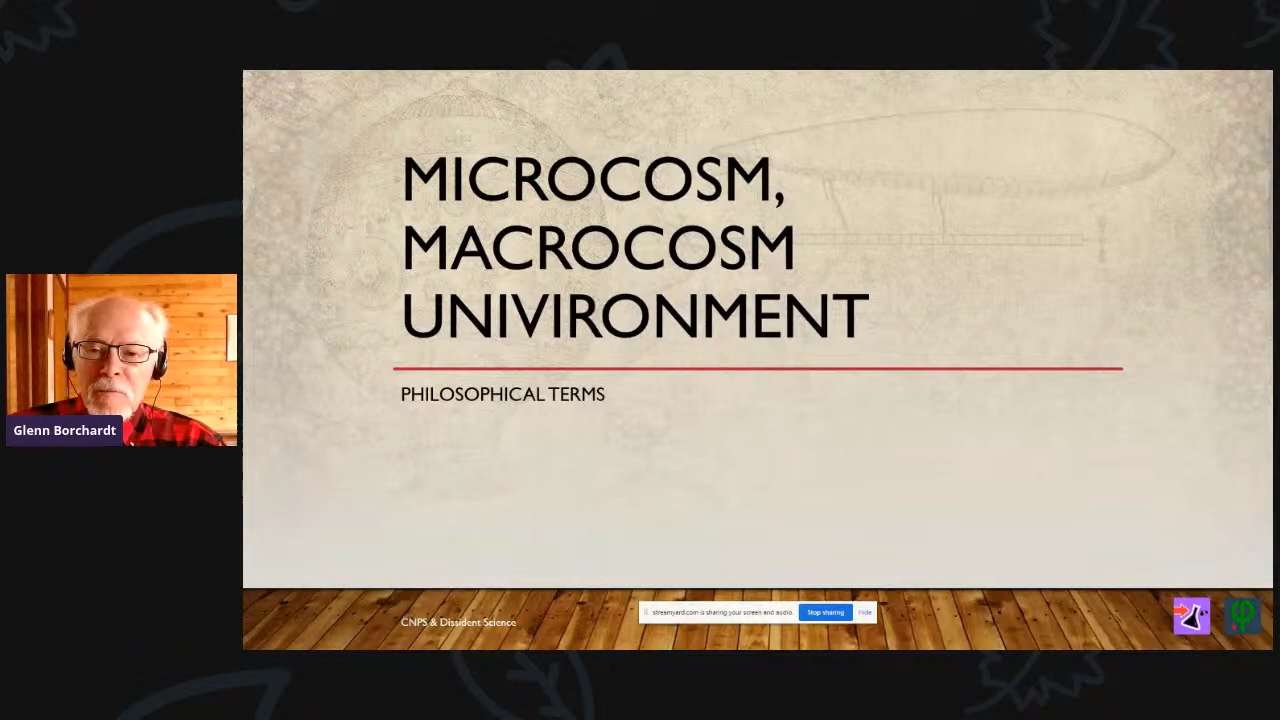 MICROCOSM,
MACROCOSM
UNIVIRONMENT
PHILOSOPHICAL TERMS
Glenn Borchardt
CNPS & Dissident Science
streamyard.com is sharing your screen and audio.
Stop sharing
Hide